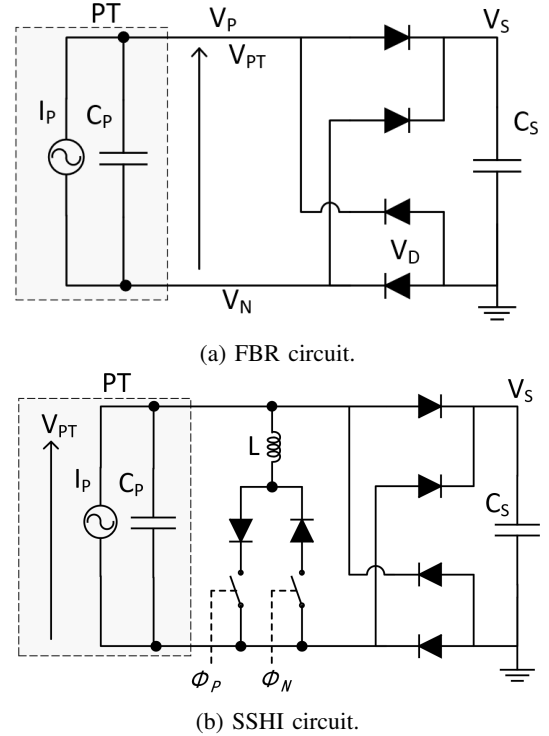 PT
V_P
V_S
V_PT
I_P
C_P
C_S
V_D
V_N
(a) FBR circuit.
PT
V_S
V_PT
L
I_P
C_P
C_S
Φ_P
Φ_N
(b) SSHI circuit.